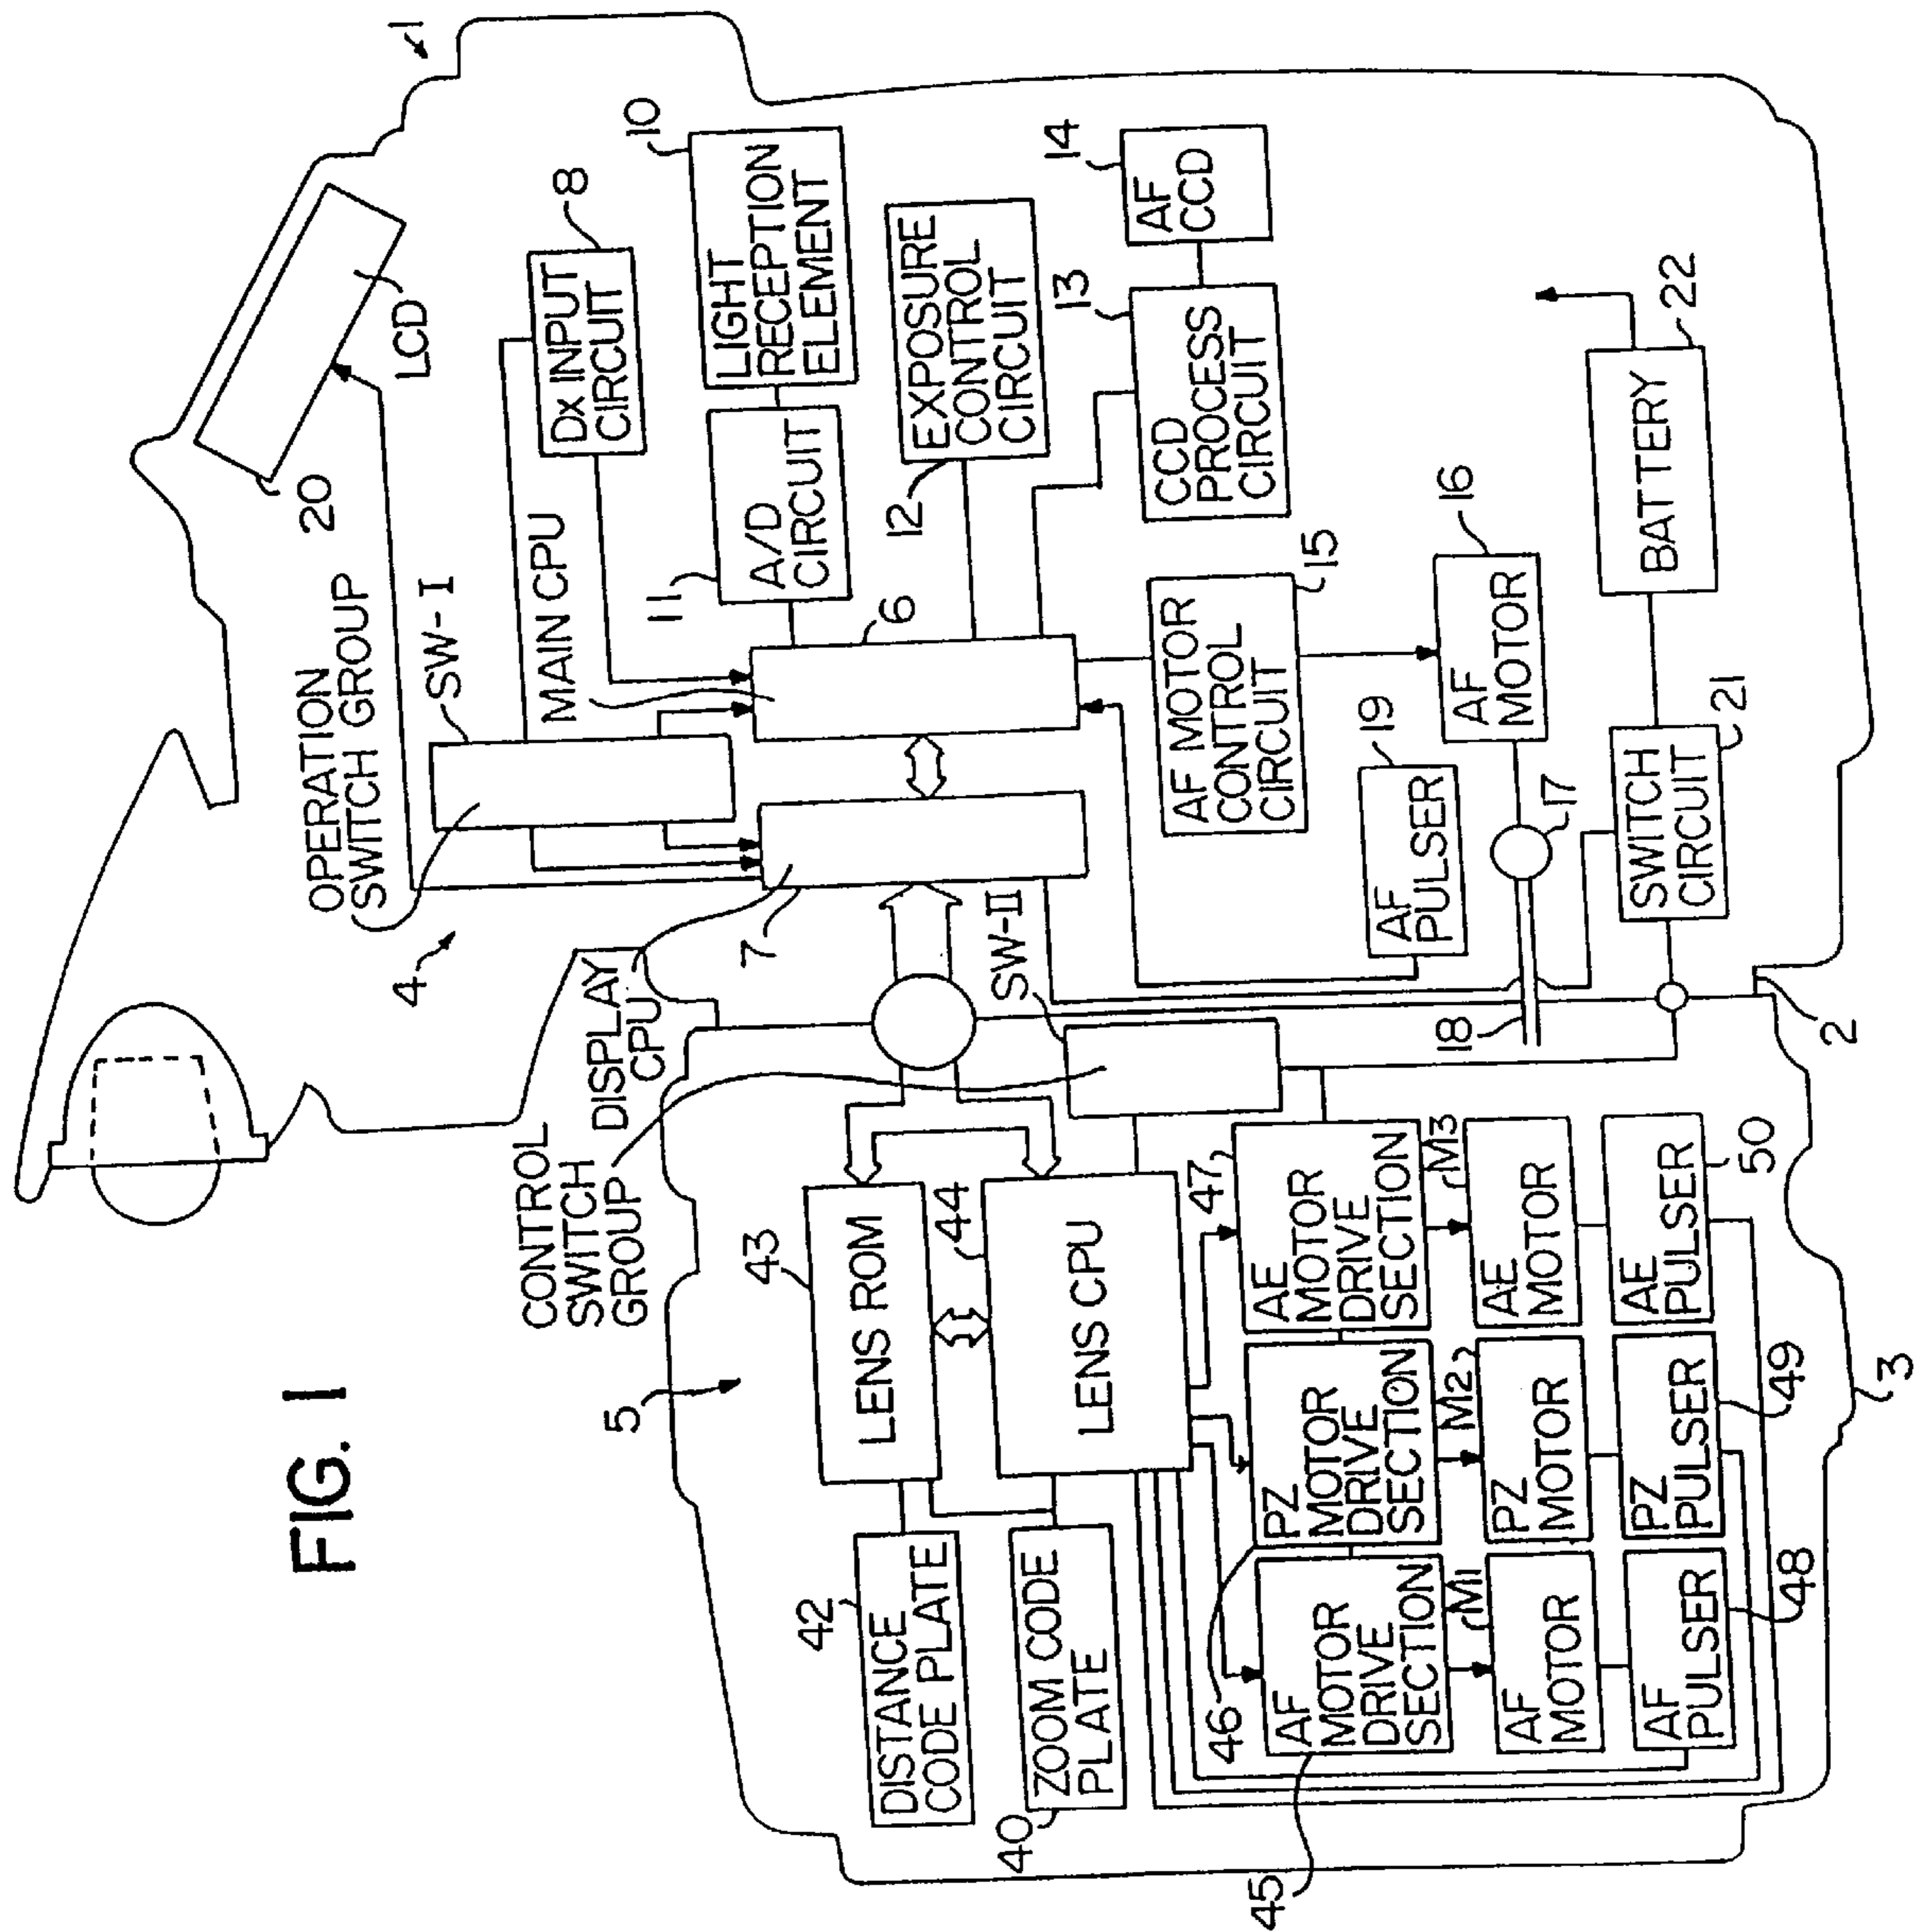 FIG. 1
1
LCD
20
OPERATION
SWITCH GROUP
SW-I
4
Dx INPUT
CIRCUIT
8
MAIN CPU
6
LIGHT
RECEPTION
ELEMENT
10
A/D
CIRCUIT
11
EXPOSURE
CONTROL
CIRCUIT
12
CCD
PROCESS
CIRCUIT
13
AF
CCD
14
AF MOTOR
CONTROL
CIRCUIT
15
AF
MOTOR
16
17
18
AF
PULSER
19
BATTERY
22
SWITCH
CIRCUIT
21
2
DISPLAY
CPU
7
SW-II
CONTROL
SWITCH
GROUP
5
LENS ROM
43
LENS CPU
44
DISTANCE
CODE PLATE
42
ZOOM CODE
PLATE
40
AF
MOTOR
DRIVE
SECTION
45
PZ
MOTOR
DRIVE
SECTION
46
AE
MOTOR
DRIVE
SECTION
47
M1
M2
M3
AF
MOTOR
PZ
MOTOR
AE
MOTOR
AF
PULSER
48
PZ
PULSER
49
AE
PULSER
50
3